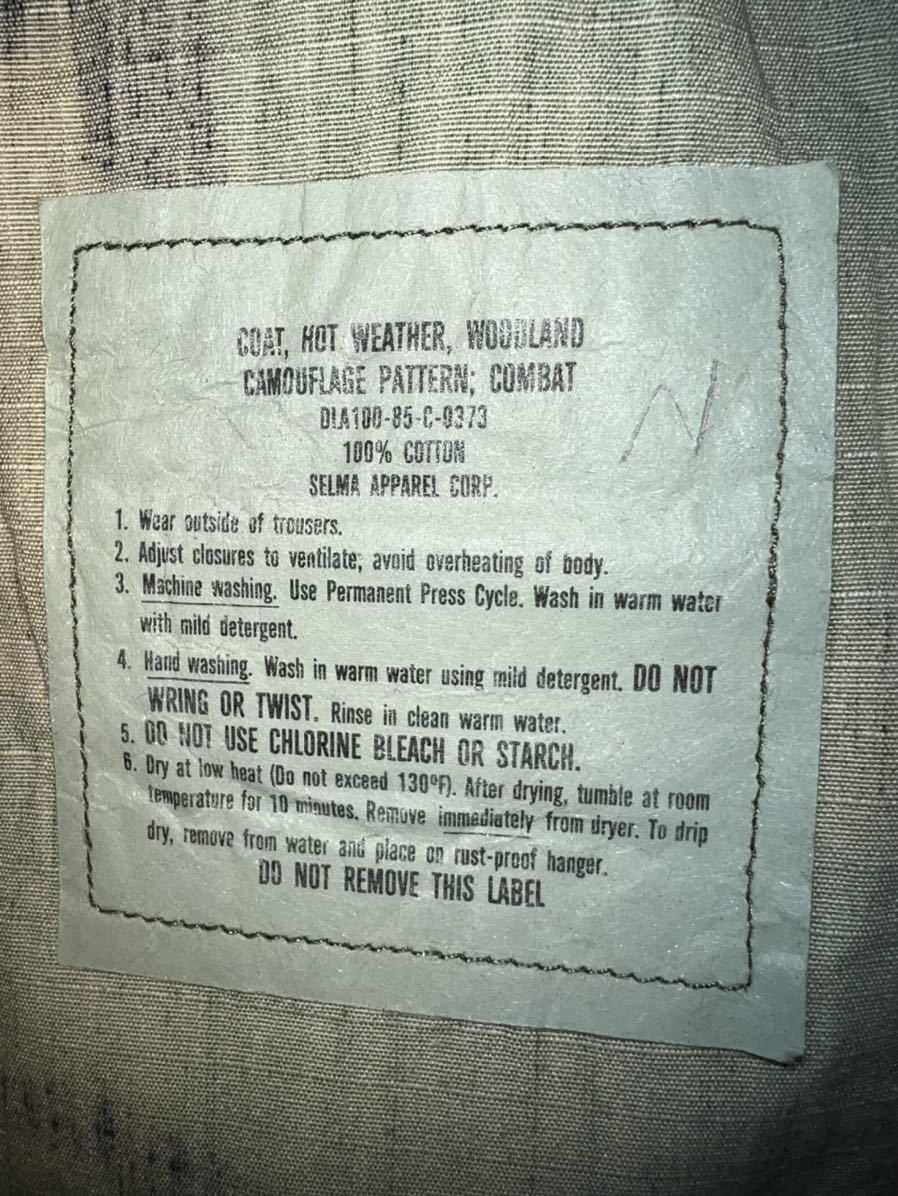 COAT, HOT WEATHER, WOODLAND
CAMOUFLAGE PATTERN; COMBAT
DLA100-85-C-0373
100% COTTON
SELMA APPAREL CORP.
N
1. Wear outside of trousers.
2. Adjust closures to ventilate; avoid overheating of body.
3. Machine washing. Use Permanent Press Cycle. Wash in warm water
with mild detergent.
4. Hand washing. Wash in warm water using mild detergent. DO NOT
WRING OR TWIST. Rinse in clean warm water.
5. DO NOT USE CHLORINE BLEACH OR STARCH.
6. Dry at low heat (Do not exceed 130°F). After drying, tumble at room
temperature for 10 minutes. Remove immediately from dryer. To drip
dry, remove from water and place on rust-proof hanger.
DO NOT REMOVE THIS LABEL